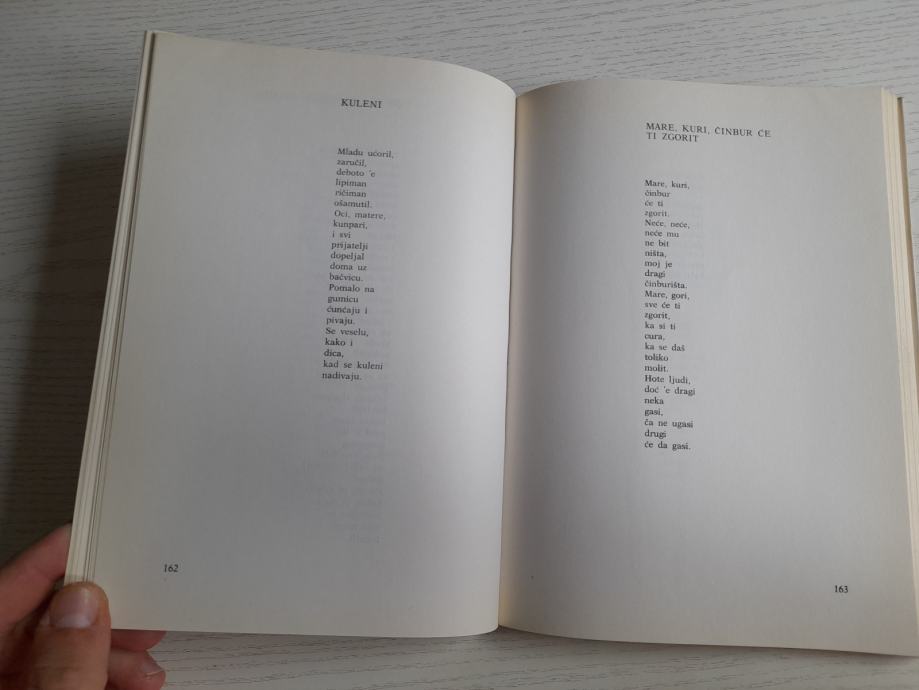 KULENI
Mladu ućoril,
zaručil,
deboto 'e
lipiman
ričiman
ošamutil.
Oci, matere,
kunpari,
i svi
prijatelji
dopeljal
doma uz
bačvicu.
Pomalo na
gumicu
ćunćaju i
pivaju.
Se veselu,
kako i
dica,
kad se kuleni
nadivaju.
162
MARE, KURI, ČINBUR ĆE
TI ZGORIT
Mare, kuri,
činbur
će ti
zgorit.
Neće, neće,
neće mu
ne bit
ništa,
moj je
dragi
činburišta.
Mare, gori,
sve će ti
zgorit,
ka si ti
cura,
ka se daš
toliko
molit.
Hote ljudi,
doć 'e dragi
neka
gasi,
ča ne ugasi
drugi
će da gasi.
163